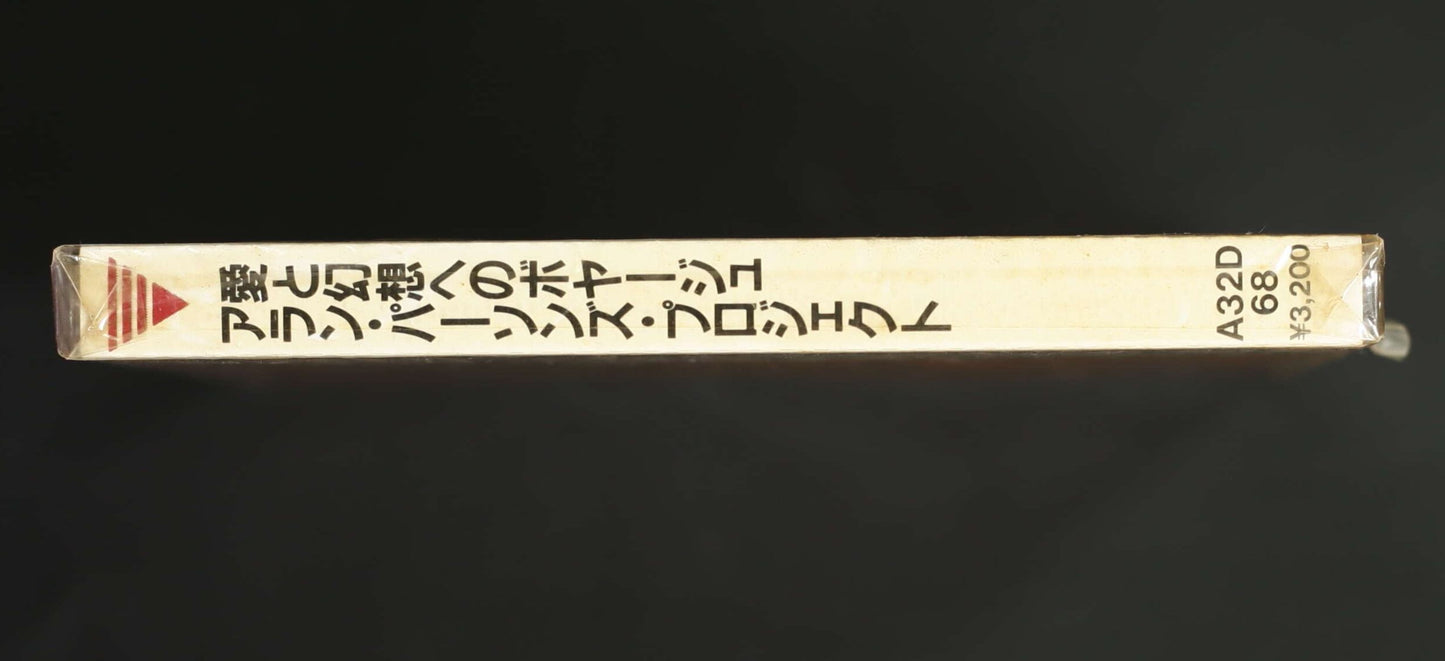 愛と幻想へのボヤージュ
アラン・パーソンズ・プロジェクト
A32D
68
¥3,200